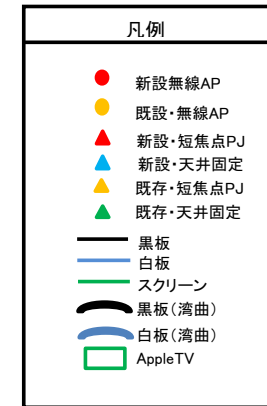 凡例
新設無線AP
既設・無線AP
新設・短焦点PJ
新設・天井固定
既存・短焦点PJ
既存・天井固定
黒板
白板
スクリーン
黒板(湾曲)
白板(湾曲)
AppleTV